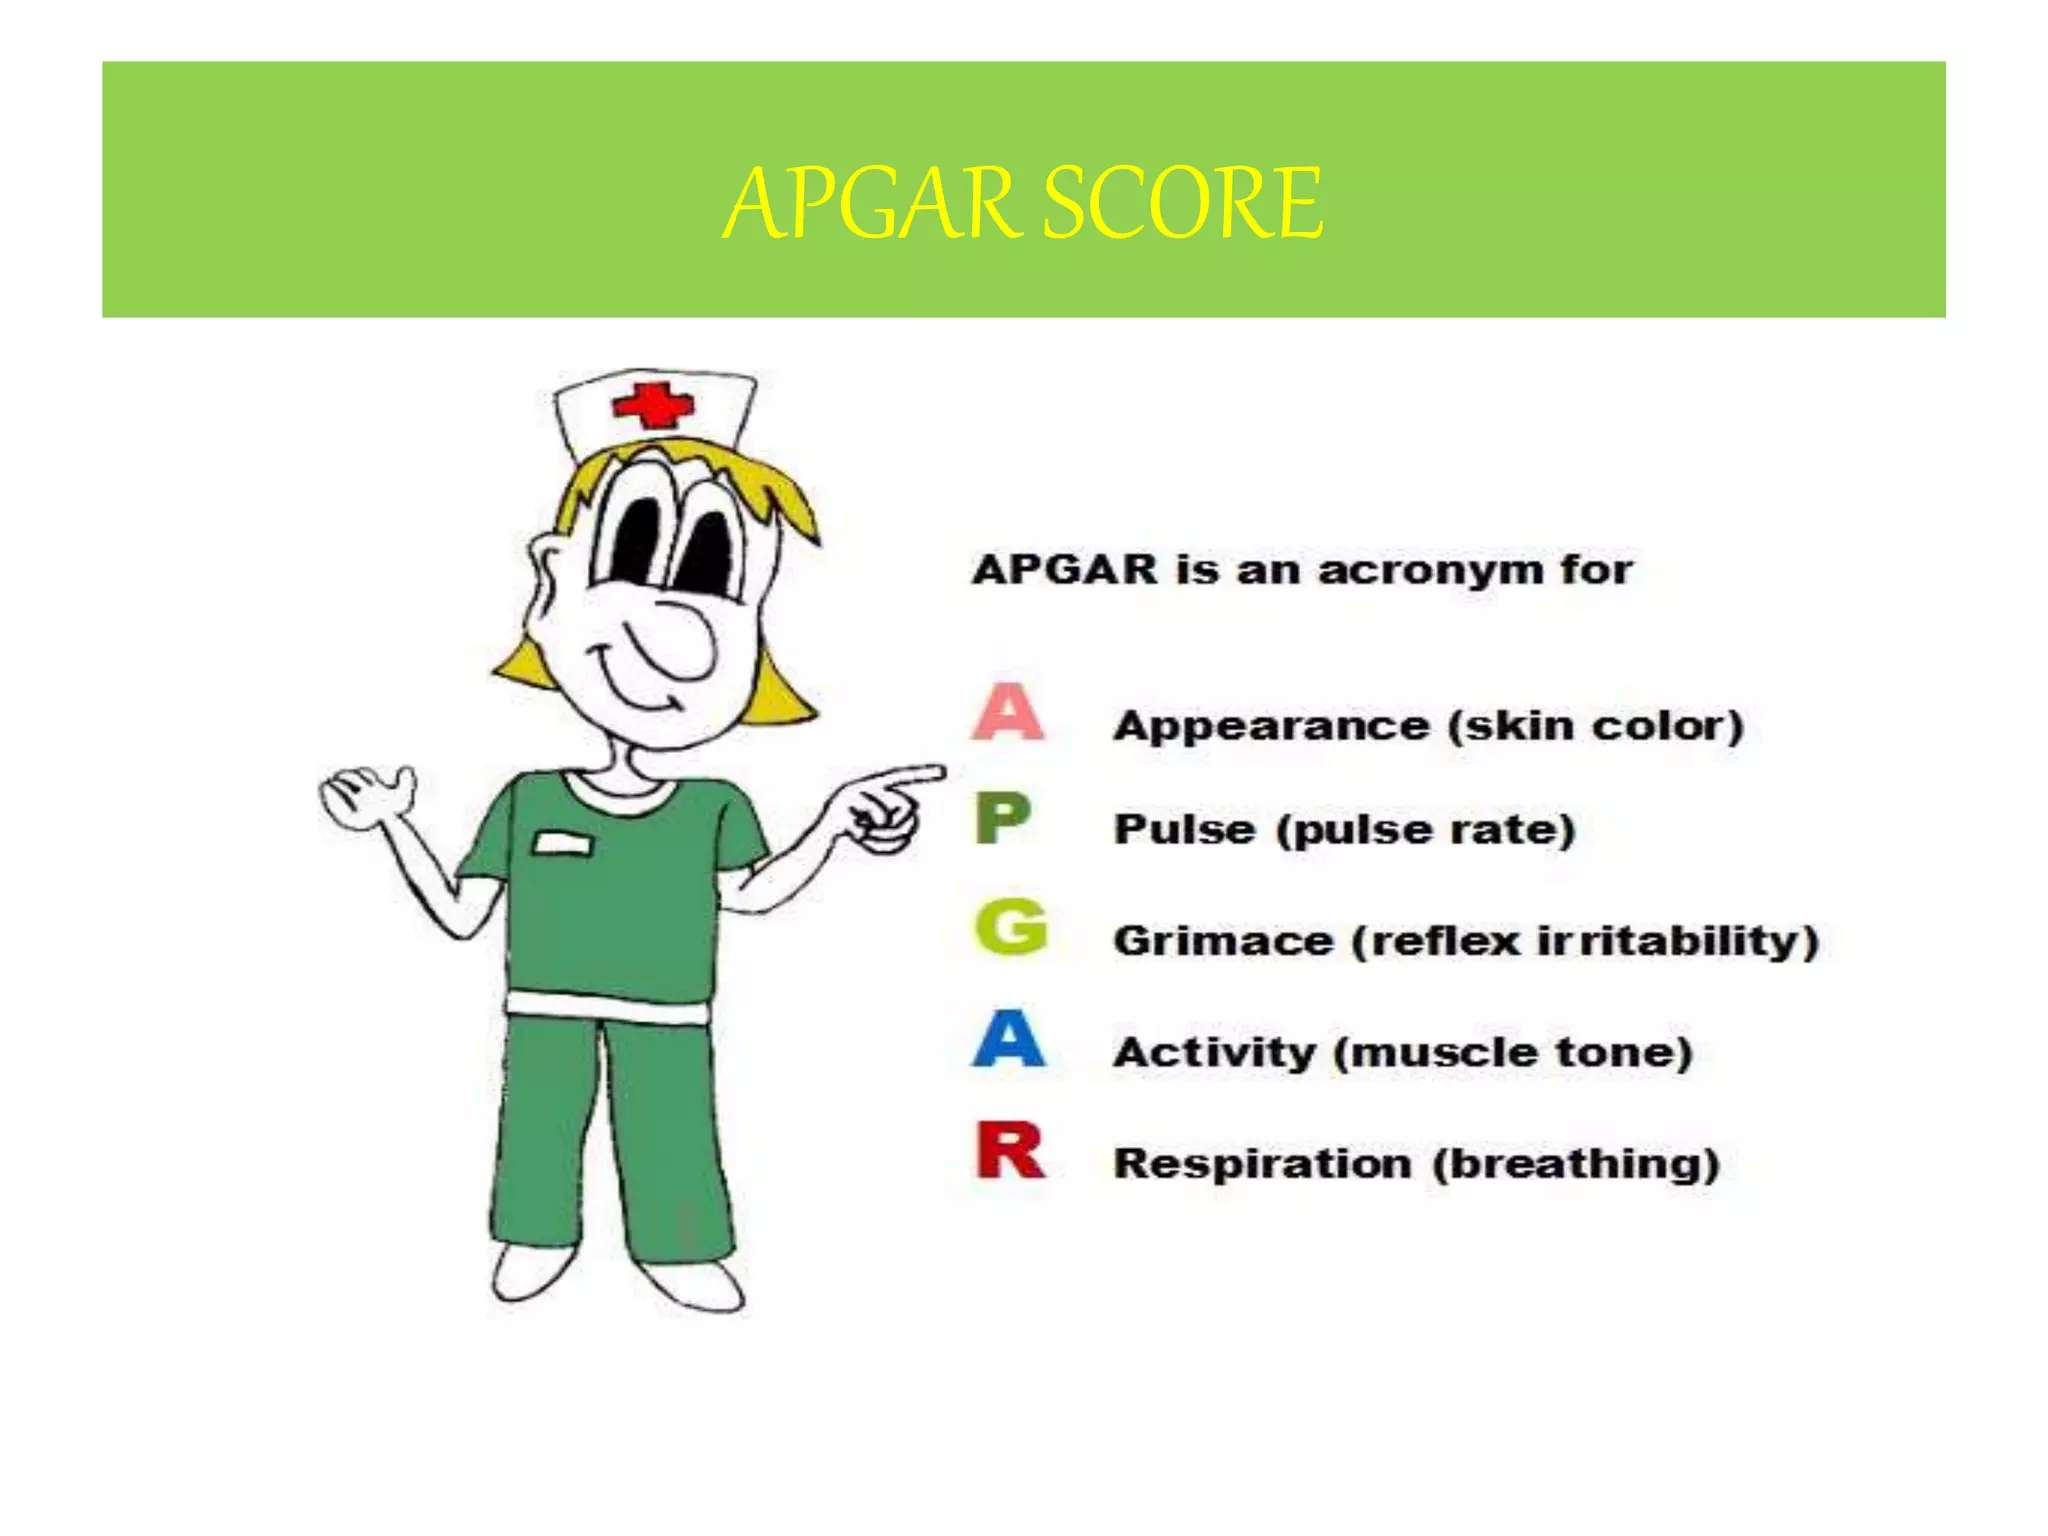 APGAR SCORE
APGAR is an acronym for
A Appearance (skin color)
P Pulse (pulse rate)
G Grimace (reflex irritability)
A Activity (muscle tone)
R Respiration (breathing)